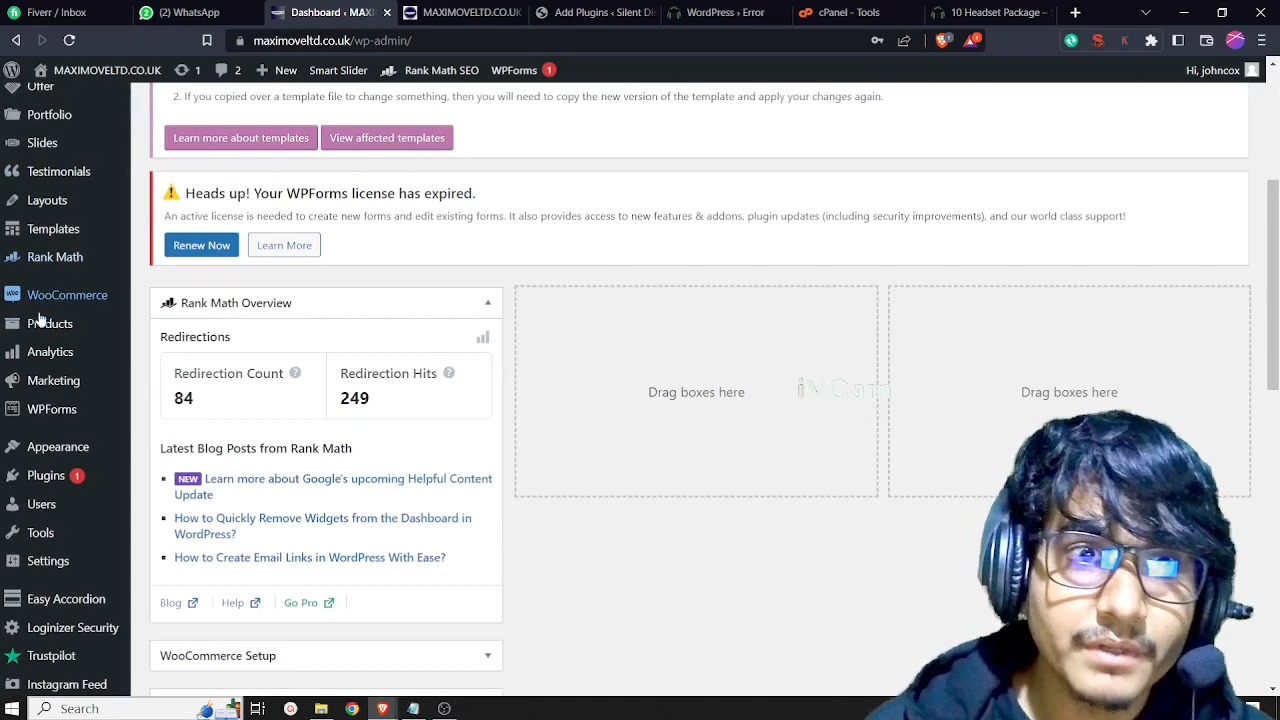 Fiverr / Inbox
(2) WhatsApp
Dashboard ‹ MAXI
MAXIMOVELTD.CO.UK
Add Plugins ‹ Silent Dis
WordPress › Error
cPanel - Tools
10 Headset Package –
maximoveltd.co.uk/wp-admin/
MAXIMOVELTD.CO.UK
1
2
New
Smart Slider
Rank Math SEO
WPForms 1
Hi, johncox
Offer
Portfolio
Slides
Testimonials
Layouts
Templates
Rank Math
WooCommerce
Products
Analytics
Marketing
WPForms
Appearance
Plugins 1
Users
Tools
Settings
Easy Accordion
Loginizer Security
Trustpilot
Instagram Feed
2. If you copied over a template file to change something, then you will need to copy the new version of the template and apply your changes again.
Learn more about templates
View affected templates
Heads up! Your WPForms license has expired.
An active license is needed to create new forms and edit existing forms. It also provides access to new features & addons, plugin updates (including security improvements), and our world class support!
Renew Now
Learn More
Rank Math Overview
Redirections
Redirection Count
84
Redirection Hits
249
Latest Blog Posts from Rank Math
NEW Learn more about Google's upcoming Helpful Content
Update
How to Quickly Remove Widgets from the Dashboard in
WordPress?
How to Create Email Links in WordPress With Ease?
Blog
Help
Go Pro
WooCommerce Setup
Drag boxes here
iVCam
Drag boxes here
Search